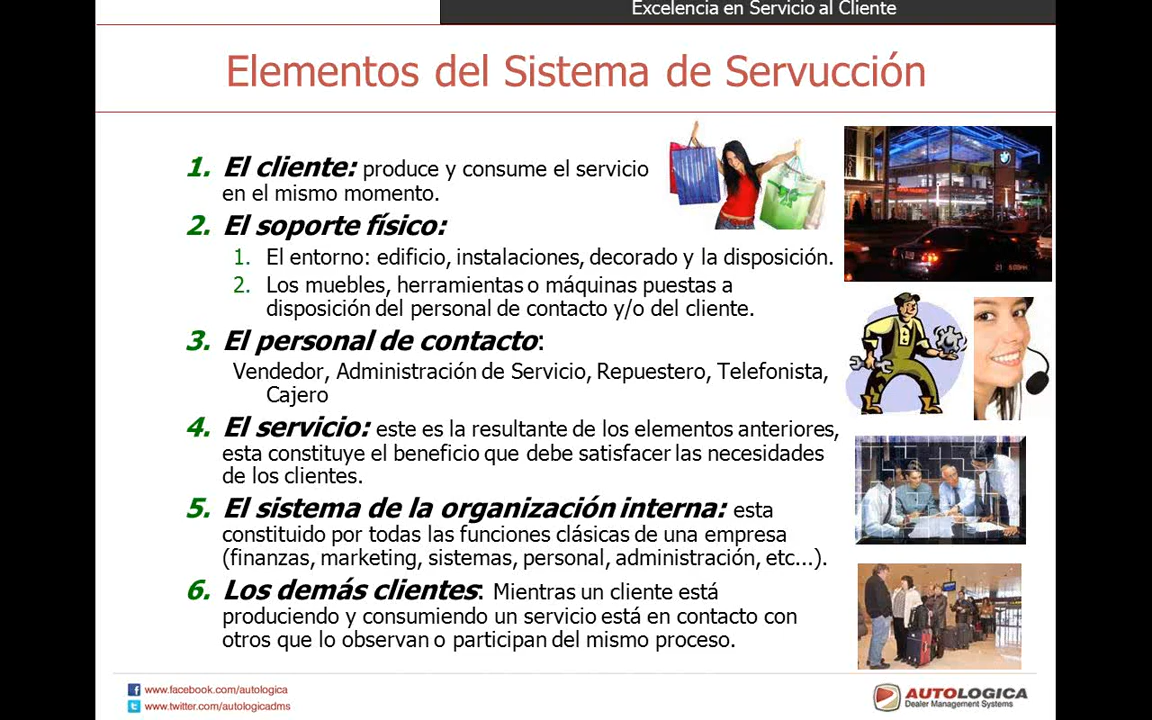 Excelencia en Servicio al Cliente
Elementos del Sistema de Servucción
1. El cliente: produce y consume el servicio
en el mismo momento.
2. El soporte físico:
1. El entorno: edificio, instalaciones, decorado y la disposición.
2. Los muebles, herramientas o máquinas puestas a
disposición del personal de contacto y/o del cliente.
3. El personal de contacto:
Vendedor, Administración de Servicio, Repuestero, Telefonista,
Cajero
4. El servicio: este es la resultante de los elementos anteriores,
esta constituye el beneficio que debe satisfacer las necesidades
de los clientes.
5. El sistema de la organización interna: esta
constituido por todas las funciones clásicas de una empresa
(finanzas, marketing, sistemas, personal, administración, etc...).
6. Los demás clientes: Mientras un cliente está
produciendo y consumiendo un servicio está en contacto con
otros que lo observan o participan del mismo proceso.
www.facebook.com/autologica
www.twitter.com/autologicadms
AUTOLOGICA
Dealer Management Systems